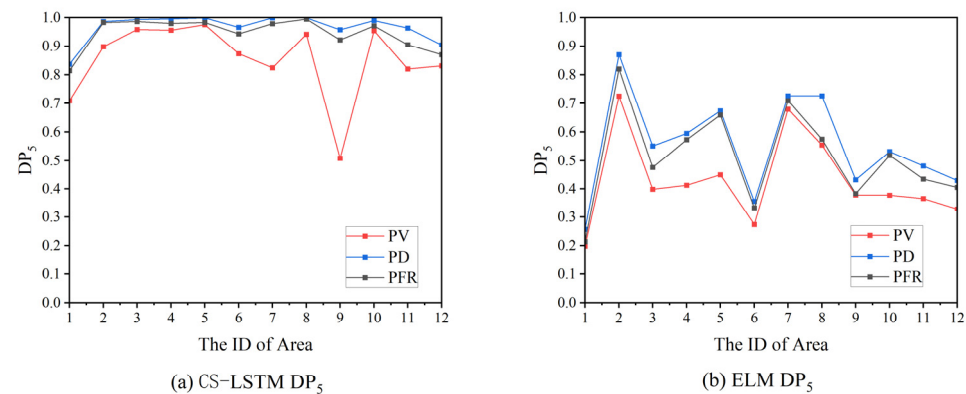 1.0
0.9
0.8
0.7
0.6
0.5
0.4
0.3
0.2
0.1
0.0
DP5
PV
PD
PFR
1 2 3 4 5 6 7 8 9 10 11 12
The ID of Area
(a) CS-LSTM DP5
1.0
0.9
0.8
0.7
0.6
0.5
0.4
0.3
0.2
0.1
0.0
DP5
PV
PD
PFR
1 2 3 4 5 6 7 8 9 10 11 12
The ID of Area
(b) ELM DP5